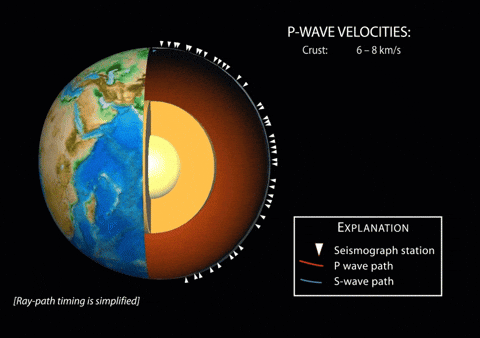 P-WAVE VELOCITIES:
Crust: 6 – 8 km/s
EXPLANATION
Seismograph station
P wave path
S-wave path
[Ray-path timing is simplified]